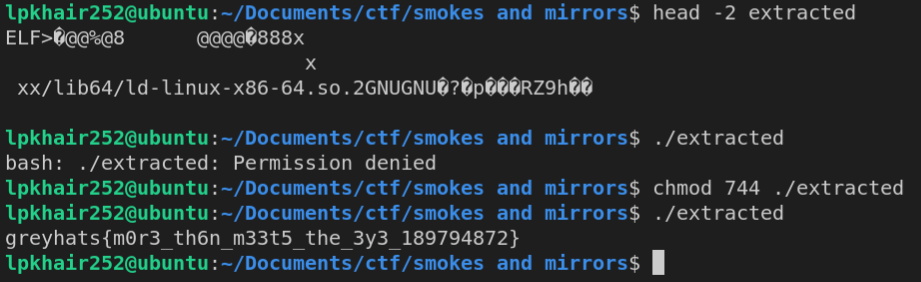 lpkhair252@ubuntu:~/Documents/ctf/smokes and mirrors$ head -2 extracted
ELF>�@@%@8      @@@@�888x
x
xx/lib64/ld-linux-x86-64.so.2GNUGNU�?�p���RZ9h��
lpkhair252@ubuntu:~/Documents/ctf/smokes and mirrors$ ./extracted
bash: ./extracted: Permission denied
lpkhair252@ubuntu:~/Documents/ctf/smokes and mirrors$ chmod 744 ./extracted
lpkhair252@ubuntu:~/Documents/ctf/smokes and mirrors$ ./extracted
greyhats{m0r3_th6n_m33t5_the_3y3_189794872}
lpkhair252@ubuntu:~/Documents/ctf/smokes and mirrors$